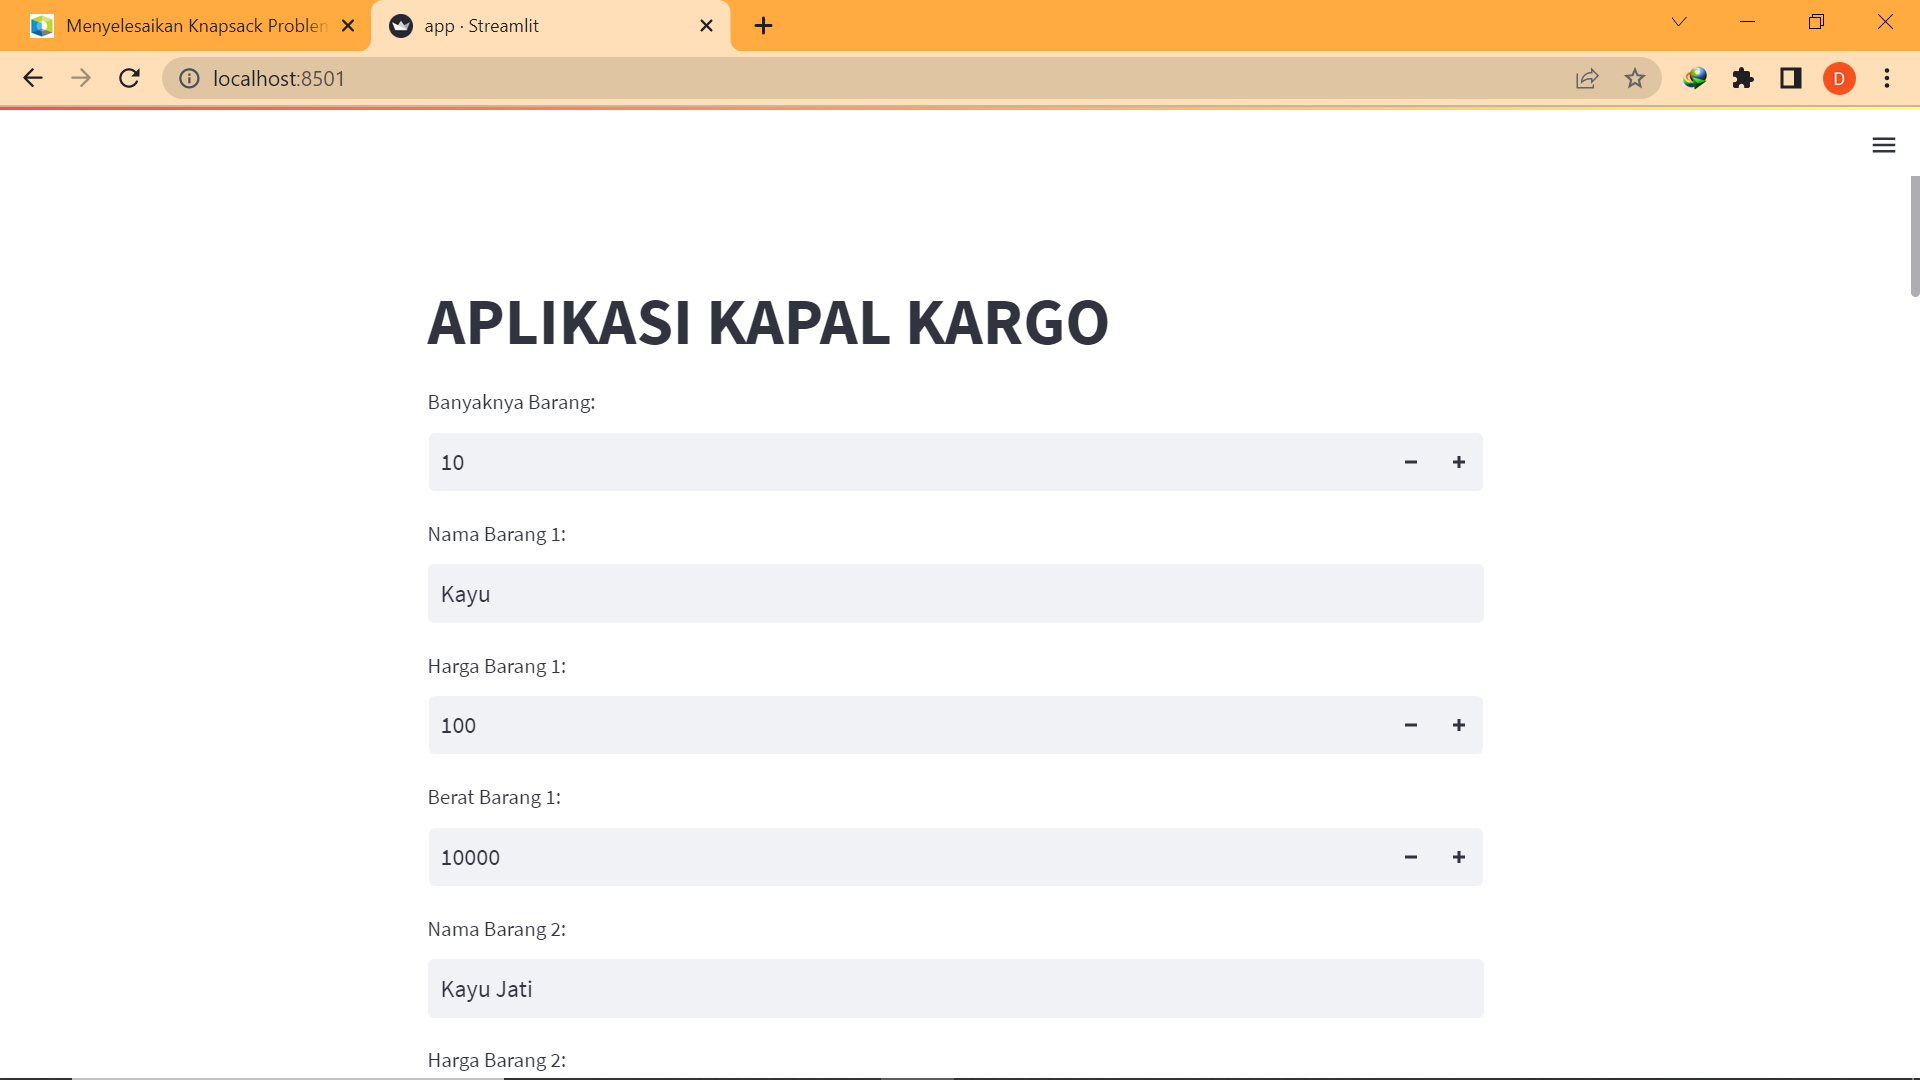 Menyelesaikan Knapsack Problem
app · Streamlit
localhost:8501
D
APLIKASI KAPAL KARGO
Banyaknya Barang:
10
Nama Barang 1:
Kayu
Harga Barang 1:
100
Berat Barang 1:
10000
Nama Barang 2:
Kayu Jati
Harga Barang 2: